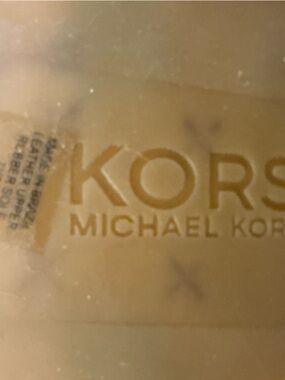 MADE IN BRAZIL
LEATHER UPPER
RUBBER SOLE
KORS
MICHAEL KOR